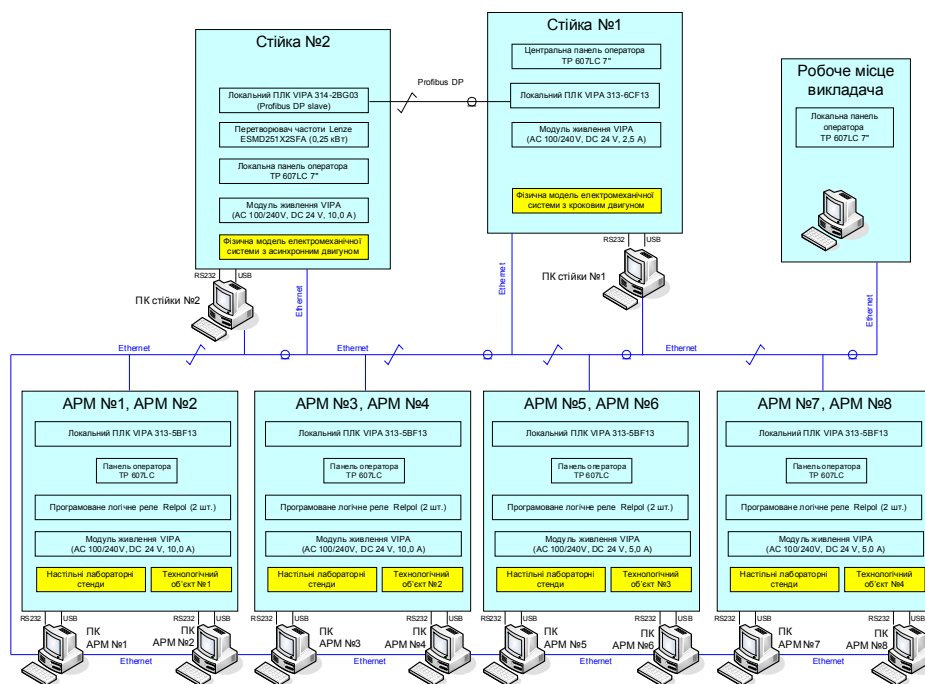 Стійка №2
Локальний ПЛК VIPA 314-2BG03
(Profibus DP slave)
Перетворювач частоти Lenze
ESMD251X2SFA (0,25 кВт)
Локальна панель оператора
TP 607LC 7"
Модуль живлення VIPA
(AC 100/240V, DC 24 V, 10,0 A)
Фізична модель електромеханічної
системи з асинхронним двигуном
RS232
USB
ПК стійки №2
Profibus DP
Стійка №1
Центральна панель оператора
TP 607LC 7"
Локальний ПЛК VIPA 313-6CF13
Модуль живлення VIPA
(AC 100/240V, DC 24 V, 2,5 A)
Фізична модель електромеханічної
системи з кроковим двигуном
RS232
USB
ПК стійки №1
Робоче місце
викладача
Локальна панель
оператора
TP 607LC 7"
Ethernet
Ethernet
Ethernet
Ethernet
Ethernet
Ethernet
Ethernet
Ethernet
АРМ №1, АРМ №2
Локальний ПЛК VIPA 313-5BF13
Панель оператора
TP 607LC
Програмоване логічне реле Relpol (2 шт.)
Модуль живлення VIPA
(AC 100/240V, DC 24 V, 10,0 A)
Настільні лабораторні
стенди
Технологічний
об'єкт №1
RS232
USB
ПК
АРМ №1
ПК
АРМ №2
RS232
USB
АРМ №3, АРМ №4
Локальний ПЛК VIPA 313-5BF13
Панель оператора
TP 607LC
Програмоване логічне реле Relpol (2 шт.)
Модуль живлення VIPA
(AC 100/240V, DC 24 V, 10,0 A)
Настільні лабораторні
стенди
Технологічний
об'єкт №2
RS232
USB
ПК
АРМ №3
ПК
АРМ №4
RS232
USB
АРМ №5, АРМ №6
Локальний ПЛК VIPA 313-5BF13
Панель оператора
TP 607LC
Програмоване логічне реле Relpol (2 шт.)
Модуль живлення VIPA
(AC 100/240V, DC 24 V, 5,0 A)
Настільні лабораторні
стенди
Технологічний
об'єкт №3
RS232
USB
ПК
АРМ №5
ПК
АРМ №6
RS232
USB
АРМ №7, АРМ №8
Локальний ПЛК VIPA 313-5BF13
Панель оператора
TP 607LC
Програмоване логічне реле Relpol (2 шт.)
Модуль живлення VIPA
(AC 100/240V, DC 24 V, 5,0 A)
Настільні лабораторні
стенди
Технологічний
об'єкт №4
RS232
USB
ПК
АРМ №7
ПК
АРМ №8
RS232
USB
Ethernet
Ethernet
Ethernet